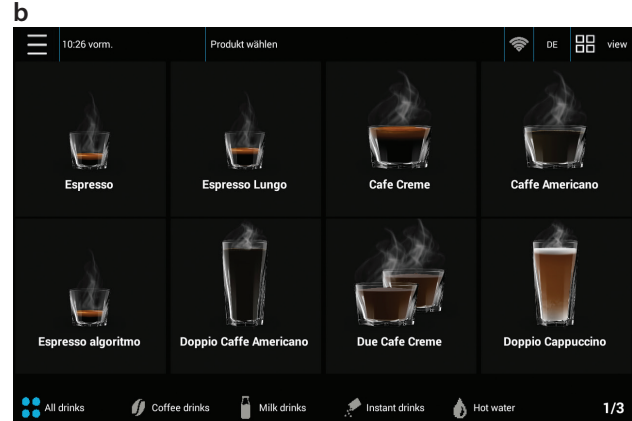 b
10:26 vorm. Produkt wählen DE view
Espresso Espresso Lungo Cafe Creme Caffe Americano
Espresso algoritmo Doppio Caffe Americano Due Cafe Creme Doppio Cappuccino
All drinks Coffee drinks Milk drinks Instant drinks Hot water 1/3